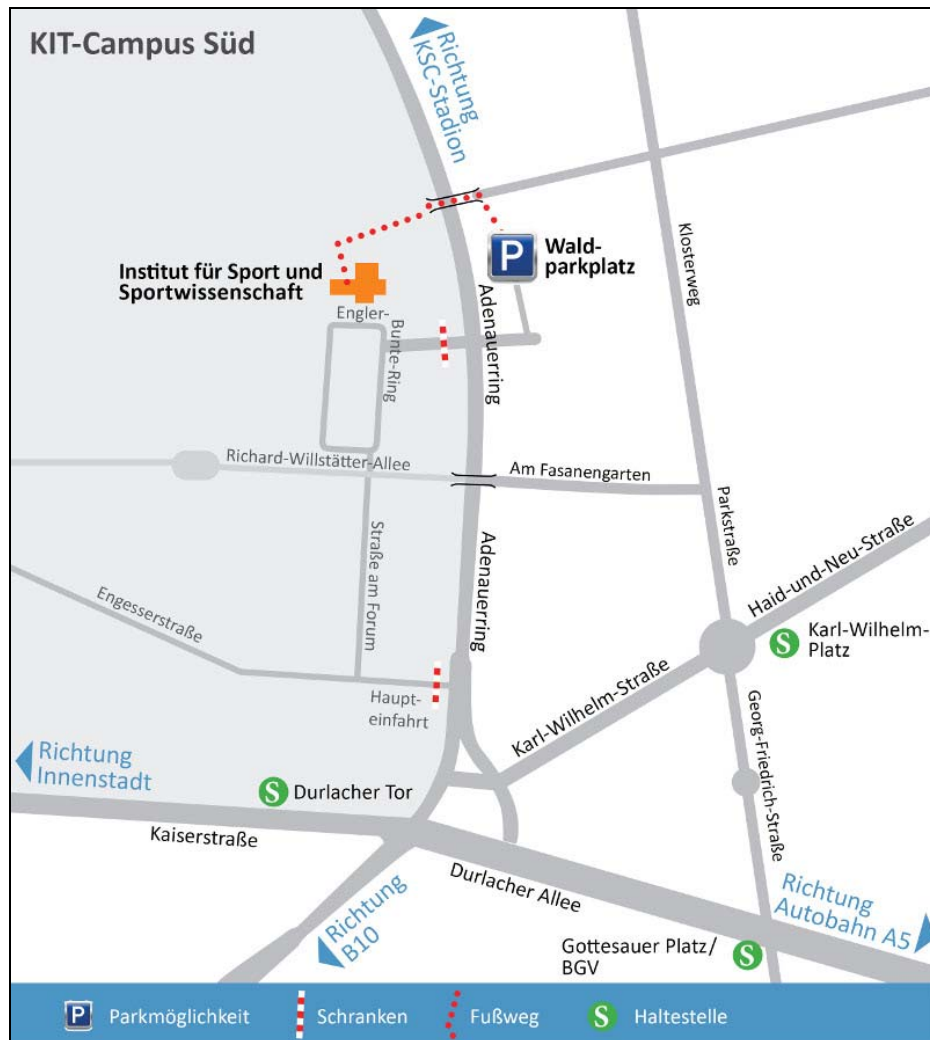 KIT-Campus Süd
Richtung
KSC-Stadion
Institut für Sport und
Sportwissenschaft
P
Wald-
parkplatz
Klosterweg
Engler-
Bunte-Ring
Adenauerring
Richard-Willstätter-Allee
Am Fasanengarten
Parkstraße
Haid-und-Neu-Straße
Straße am Forum
Adenauerring
Engesserstraße
S
Karl-Wilhelm-
Platz
Haupt-
einfahrt
Karl-Wilhelm-Straße
Georg-Friedrich-Straße
Richtung
Innenstadt
S
Durlacher Tor
Kaiserstraße
Durlacher Allee
Richtung
B10
Richtung
Autobahn A5
Gottesauer Platz/
BGV
S
P Parkmöglichkeit
Schranken
Fußweg
S Haltestelle